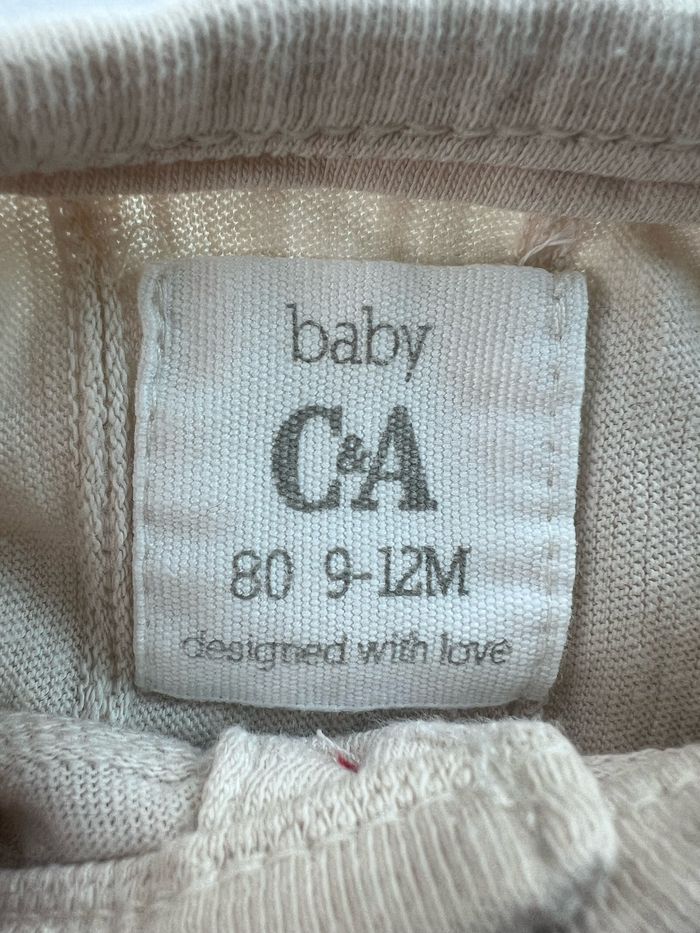 baby
C&A
80 9-12M
designed with love